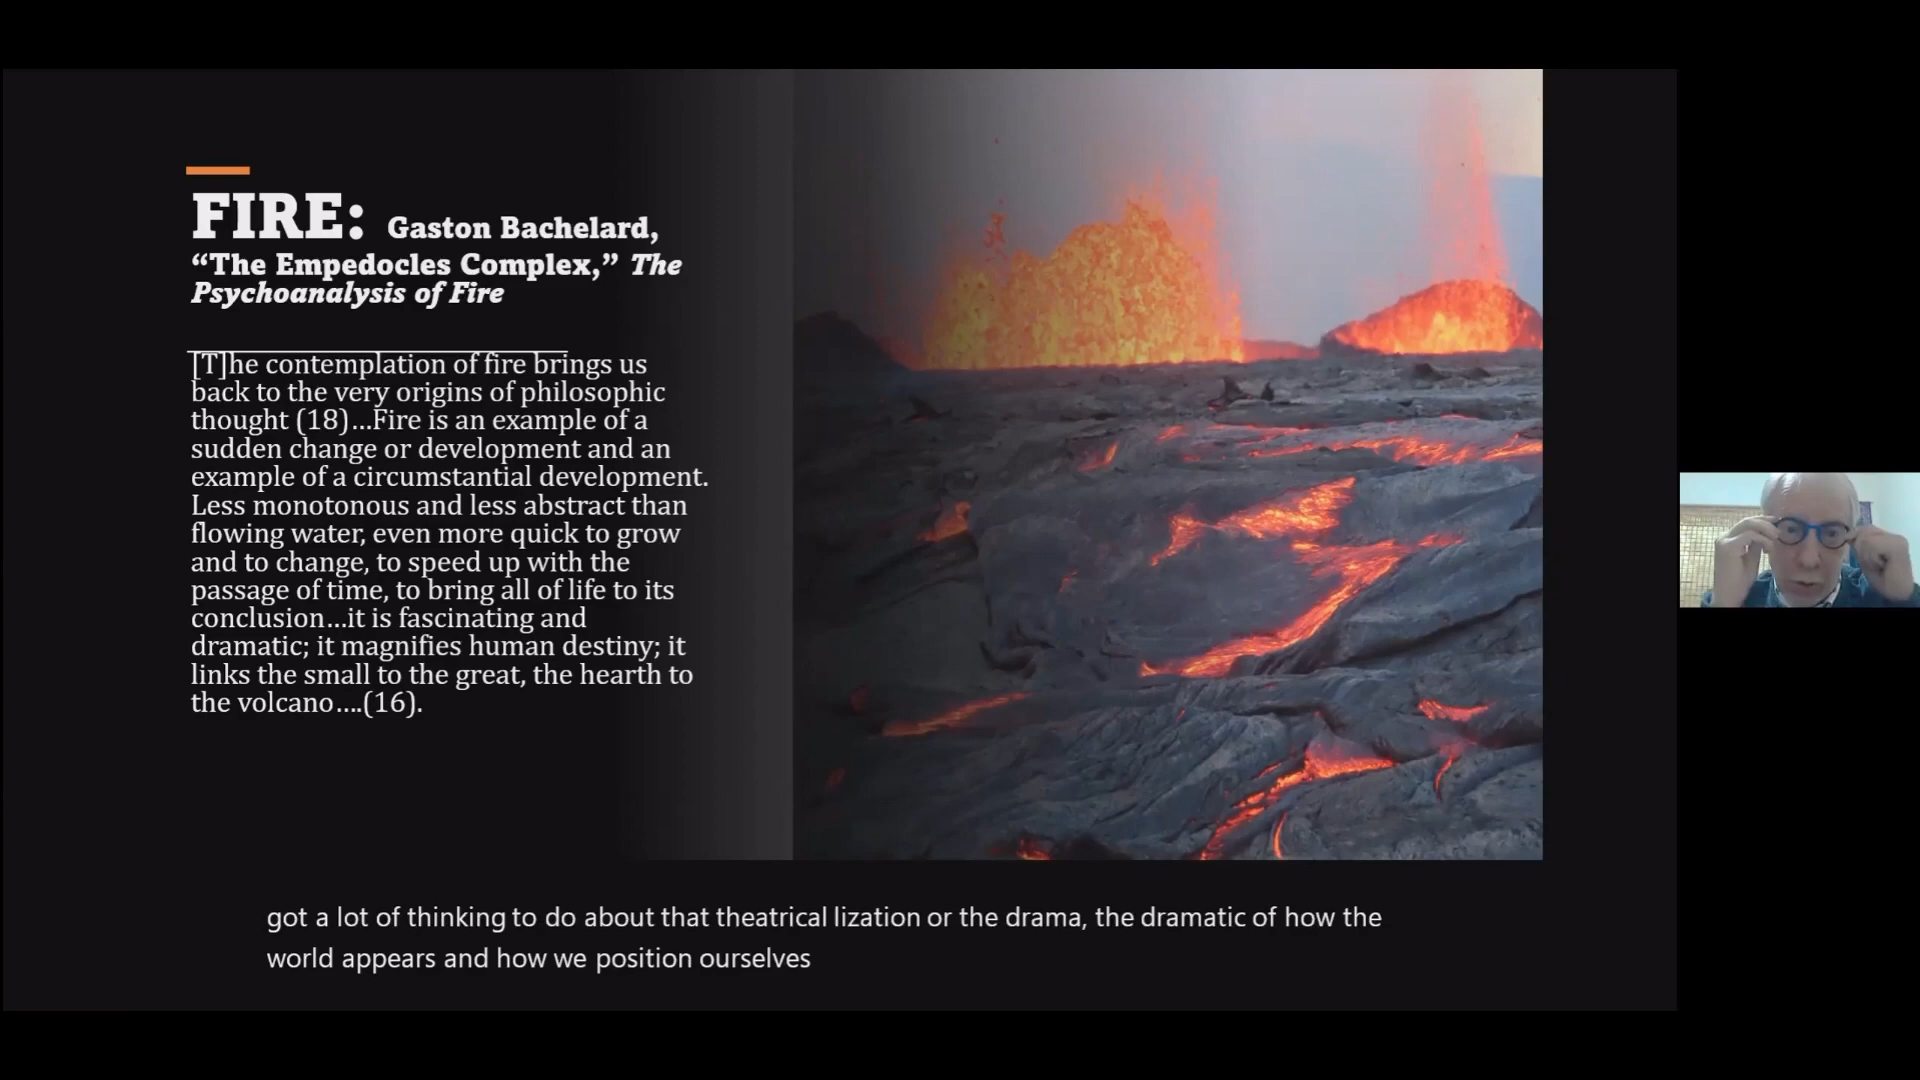 FIRE: Gaston Bachelard,
“The Empedocles Complex,” The
Psychoanalysis of Fire
[T]he contemplation of fire brings us
back to the very origins of philosophic
thought (18)…Fire is an example of a
sudden change or development and an
example of a circumstantial development.
Less monotonous and less abstract than
flowing water, even more quick to grow
and to change, to speed up with the
passage of time, to bring all of life to its
conclusion…it is fascinating and
dramatic; it magnifies human destiny; it
links the small to the great, the hearth to
the volcano….(16).
got a lot of thinking to do about that theatrical lization or the drama, the dramatic of how the
world appears and how we position ourselves